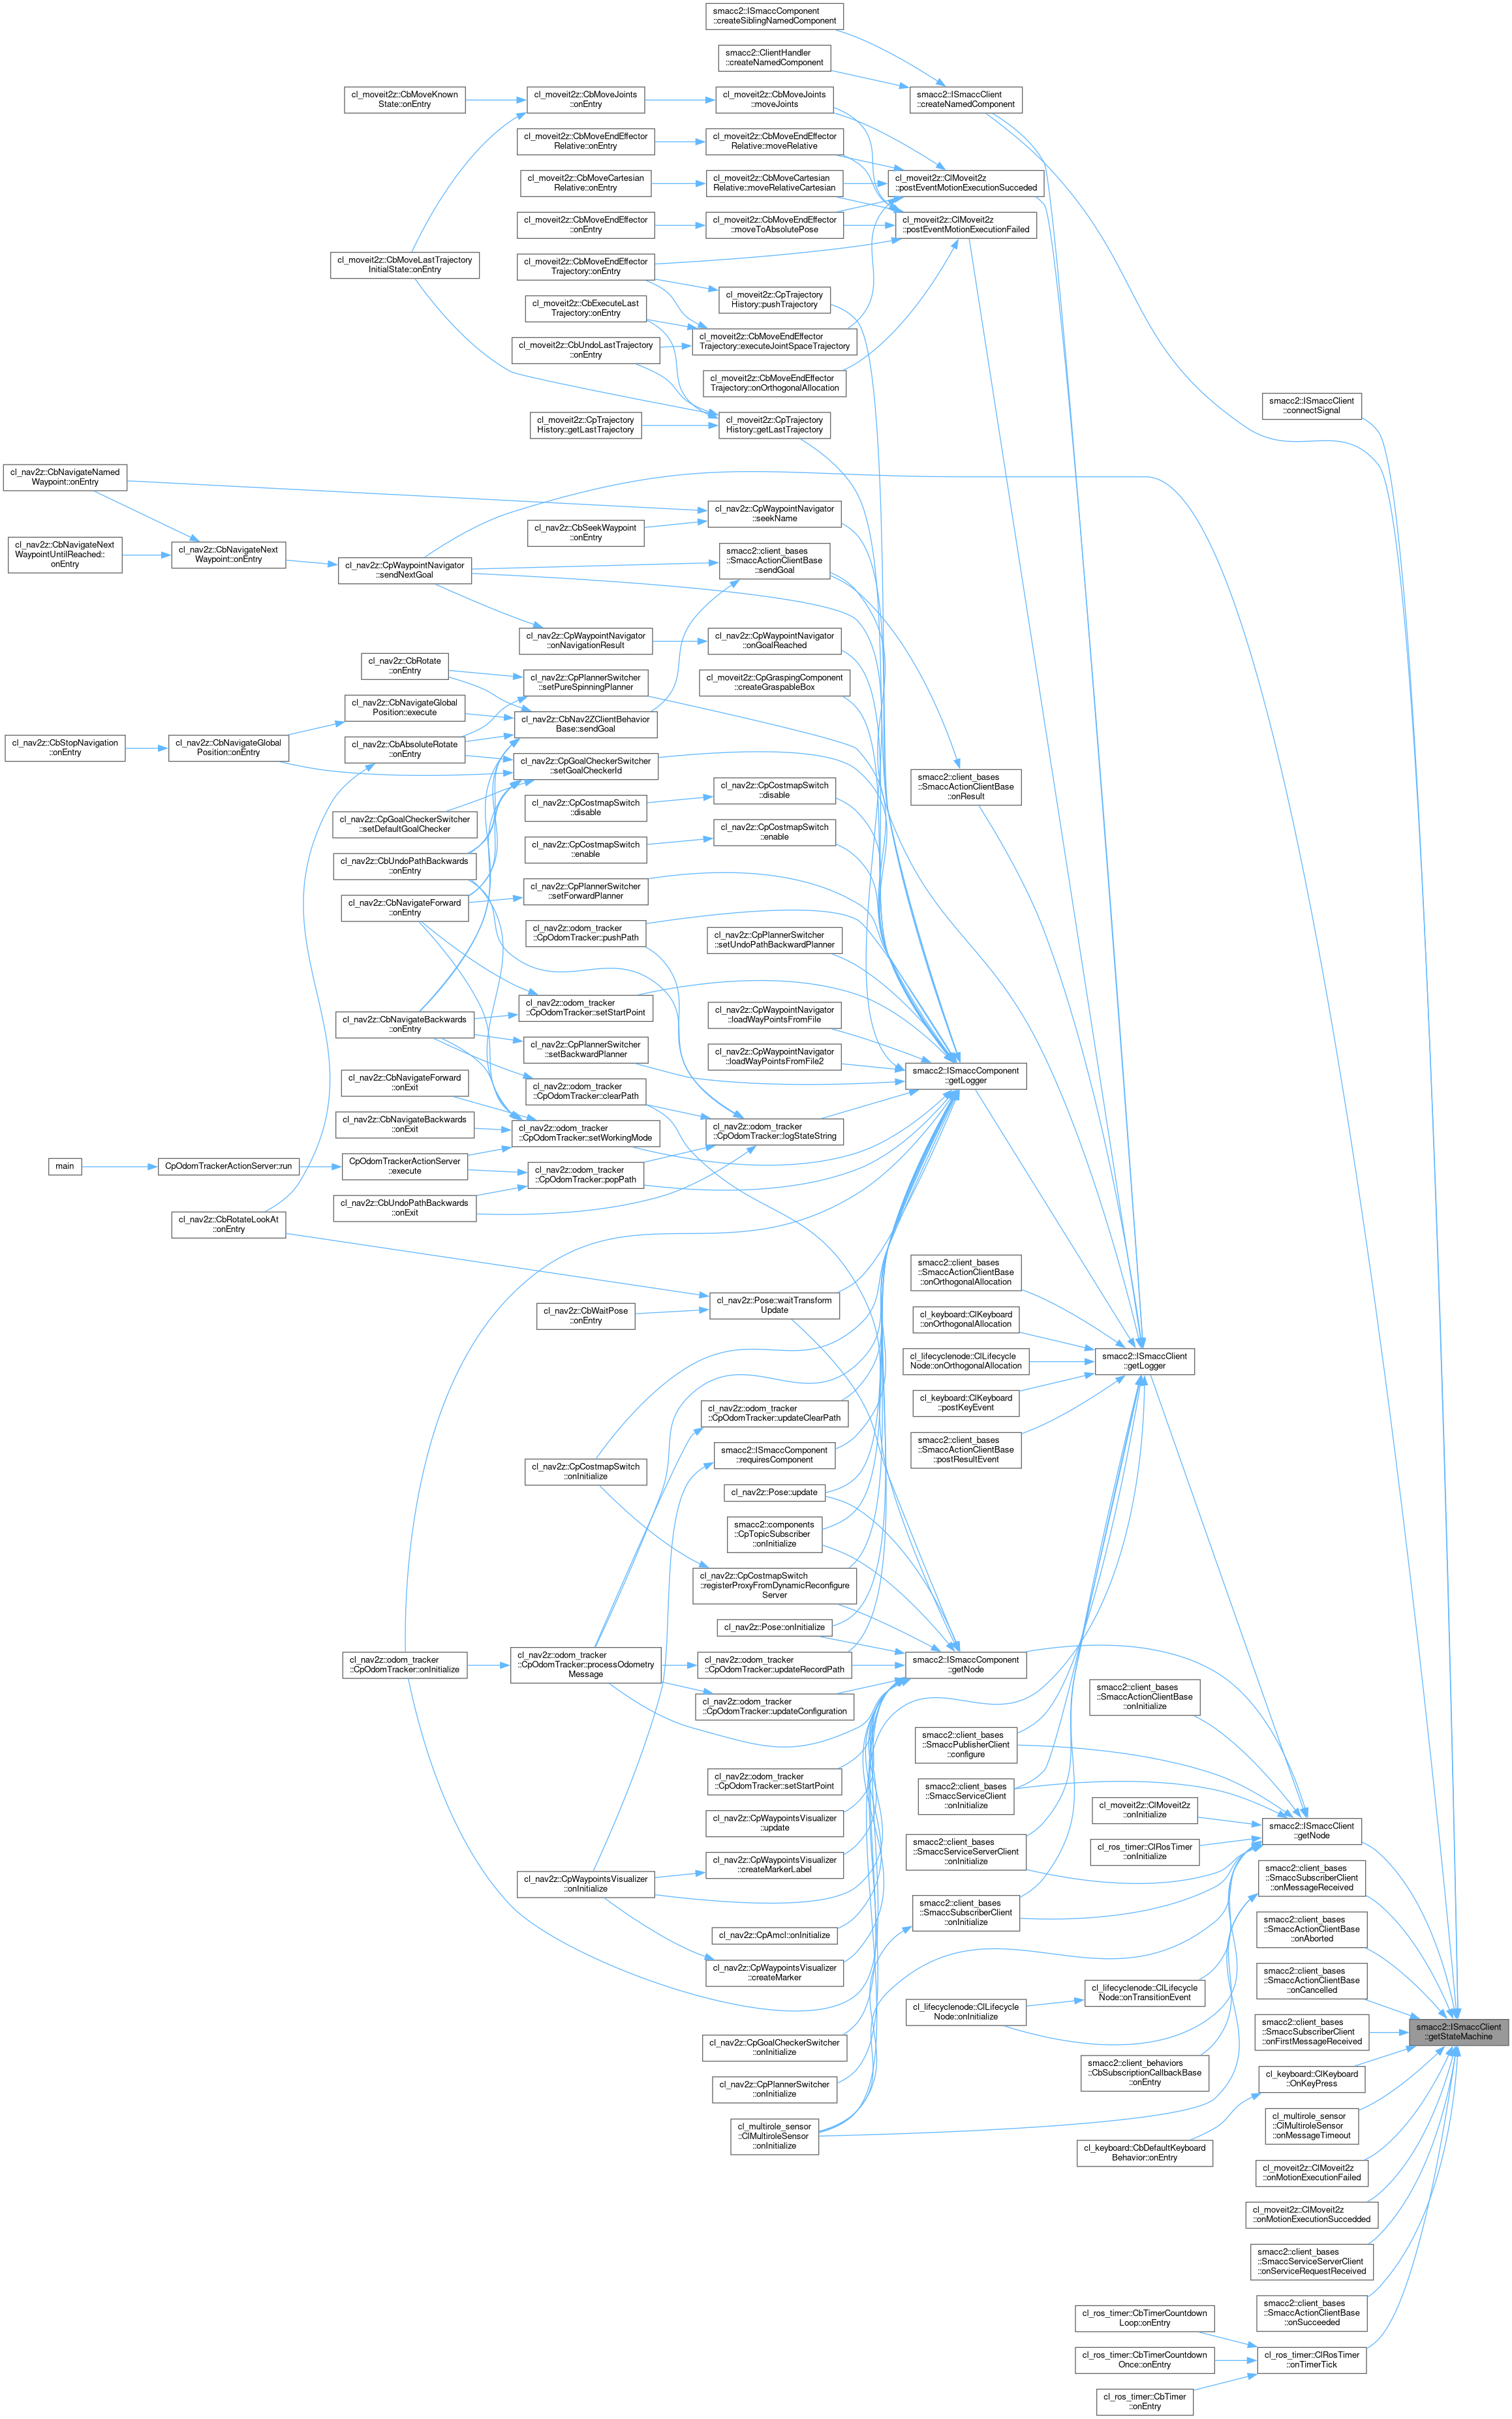 smacc2::ISmaccComponent
::createSiblingNamedComponent
smacc2::ClientHandler
::createNamedComponent
cl_moveit2z::CbMoveKnown
State::onEntry
cl_moveit2z::CbMoveJoints
::onEntry
cl_moveit2z::CbMoveJoints
::moveJoints
smacc2::ISmaccClient
::createNamedComponent
cl_moveit2z::CbMoveEndEffector
Relative::onEntry
cl_moveit2z::CbMoveEndEffector
Relative::moveRelative
cl_moveit2z::CbMoveCartesian
Relative::onEntry
cl_moveit2z::CbMoveCartesian
Relative::moveRelativeCartesian
cl_moveit2z::ClMoveit2z
::postEventMotionExecutionSucceded
cl_moveit2z::CbMoveEndEffector
::onEntry
cl_moveit2z::CbMoveEndEffector
::moveToAbsolutePose
cl_moveit2z::ClMoveit2z
::postEventMotionExecutionFailed
cl_moveit2z::CbMoveLastTrajectory
InitialState::onEntry
cl_moveit2z::CbMoveEndEffector
Trajectory::onEntry
cl_moveit2z::CpTrajectory
History::pushTrajectory
cl_moveit2z::CbExecuteLast
Trajectory::onEntry
cl_moveit2z::CbMoveEndEffector
Trajectory::executeJointSpaceTrajectory
cl_moveit2z::CbUndoLastTrajectory
::onEntry
cl_moveit2z::CbMoveEndEffector
Trajectory::onOrthogonalAllocation
smacc2::ISmaccClient
::connectSignal
cl_moveit2z::CpTrajectory
History::getLastTrajectory
cl_moveit2z::CpTrajectory
History::getLastTrajectory
cl_nav2z::CbNavigateNamed
Waypoint::onEntry
cl_nav2z::CpWaypointNavigator
::seekName
cl_nav2z::CbSeekWaypoint
::onEntry
cl_nav2z::CbNavigateNext
WaypointUntilReached::
onEntry
cl_nav2z::CbNavigateNext
Waypoint::onEntry
cl_nav2z::CpWaypointNavigator
::sendNextGoal
smacc2::client_bases
::SmaccActionClientBase
::sendGoal
cl_nav2z::CpWaypointNavigator
::onNavigationResult
cl_nav2z::CpWaypointNavigator
::onGoalReached
cl_nav2z::CbRotate
::onEntry
cl_nav2z::CpPlannerSwitcher
::setPureSpinningPlanner
cl_moveit2z::CpGraspingComponent
::createGraspableBox
cl_nav2z::CbNavigateGlobal
Position::execute
cl_nav2z::CbNav2ZClientBehavior
Base::sendGoal
cl_nav2z::CbStopNavigation
::onEntry
cl_nav2z::CbNavigateGlobal
Position::onEntry
cl_nav2z::CbAbsoluteRotate
::onEntry
cl_nav2z::CpGoalCheckerSwitcher
::setGoalCheckerId
smacc2::client_bases
::SmaccActionClientBase
::onResult
cl_nav2z::CpGoalCheckerSwitcher
::setDefaultGoalChecker
cl_nav2z::CpCostmapSwitch
::disable
cl_nav2z::CpCostmapSwitch
::disable
cl_nav2z::CbUndoPathBackwards
::onEntry
cl_nav2z::CpCostmapSwitch
::enable
cl_nav2z::CpCostmapSwitch
::enable
cl_nav2z::CbNavigateForward
::onEntry
cl_nav2z::CpPlannerSwitcher
::setForwardPlanner
cl_nav2z::odom_tracker
::CpOdomTracker::pushPath
cl_nav2z::CpPlannerSwitcher
::setUndoPathBackwardPlanner
cl_nav2z::CbNavigateBackwards
::onEntry
cl_nav2z::odom_tracker
::CpOdomTracker::setStartPoint
cl_nav2z::CpWaypointNavigator
::loadWayPointsFromFile
cl_nav2z::CpPlannerSwitcher
::setBackwardPlanner
cl_nav2z::CpWaypointNavigator
::loadWayPointsFromFile2
smacc2::ISmaccComponent
::getLogger
cl_nav2z::CbNavigateForward
::onExit
cl_nav2z::odom_tracker
::CpOdomTracker::clearPath
cl_nav2z::CbNavigateBackwards
::onExit
cl_nav2z::odom_tracker
::CpOdomTracker::setWorkingMode
cl_nav2z::odom_tracker
::CpOdomTracker::logStateString
main
CpOdomTrackerActionServer::run
CpOdomTrackerActionServer
::execute
cl_nav2z::odom_tracker
::CpOdomTracker::popPath
cl_nav2z::CbUndoPathBackwards
::onExit
cl_nav2z::CbRotateLookAt
::onEntry
smacc2::client_bases
::SmaccActionClientBase
::onOrthogonalAllocation
cl_nav2z::CbWaitPose
::onEntry
cl_nav2z::Pose::waitTransform
Update
cl_keyboard::ClKeyboard
::onOrthogonalAllocation
cl_lifecyclenode::ClLifecycle
Node::onOrthogonalAllocation
smacc2::ISmaccClient
::getLogger
cl_keyboard::ClKeyboard
::postKeyEvent
cl_nav2z::odom_tracker
::CpOdomTracker::updateClearPath
smacc2::client_bases
::SmaccActionClientBase
::postResultEvent
smacc2::ISmaccComponent
::requiresComponent
cl_nav2z::CpCostmapSwitch
::onInitialize
cl_nav2z::Pose::update
smacc2::components
::CpTopicSubscriber
::onInitialize
cl_nav2z::CpCostmapSwitch
::registerProxyFromDynamicReconfigure
Server
cl_nav2z::Pose::onInitialize
cl_nav2z::odom_tracker
::CpOdomTracker::onInitialize
cl_nav2z::odom_tracker
::CpOdomTracker::processOdometry
Message
cl_nav2z::odom_tracker
::CpOdomTracker::updateRecordPath
smacc2::ISmaccComponent
::getNode
cl_nav2z::odom_tracker
::CpOdomTracker::updateConfiguration
smacc2::client_bases
::SmaccActionClientBase
::onInitialize
smacc2::client_bases
::SmaccPublisherClient
::configure
cl_nav2z::odom_tracker
::CpOdomTracker::setStartPoint
smacc2::client_bases
::SmaccServiceClient
::onInitialize
cl_moveit2z::ClMoveit2z
::onInitialize
cl_nav2z::CpWaypointsVisualizer
::update
smacc2::ISmaccClient
::getNode
cl_ros_timer::ClRosTimer
::onInitialize
cl_nav2z::CpWaypointsVisualizer
::createMarkerLabel
smacc2::client_bases
::SmaccServiceServerClient
::onInitialize
cl_nav2z::CpWaypointsVisualizer
::onInitialize
smacc2::client_bases
::SmaccSubscriberClient
::onMessageReceived
smacc2::client_bases
::SmaccSubscriberClient
::onInitialize
cl_nav2z::CpAmcl::onInitialize
smacc2::client_bases
::SmaccActionClientBase
::onAborted
cl_nav2z::CpWaypointsVisualizer
::createMarker
smacc2::client_bases
::SmaccActionClientBase
::onCancelled
cl_lifecyclenode::ClLifecycle
Node::onTransitionEvent
cl_lifecyclenode::ClLifecycle
Node::onInitialize
smacc2::client_bases
::SmaccSubscriberClient
::onFirstMessageReceived
smacc2::ISmaccClient
::getStateMachine
cl_nav2z::CpGoalCheckerSwitcher
::onInitialize
smacc2::client_behaviors
::CbSubscriptionCallbackBase
::onEntry
cl_keyboard::ClKeyboard
::OnKeyPress
cl_nav2z::CpPlannerSwitcher
::onInitialize
cl_multirole_sensor
::ClMultiroleSensor
::onMessageTimeout
cl_multirole_sensor
::ClMultiroleSensor
::onInitialize
cl_keyboard::CbDefaultKeyboard
Behavior::onEntry
cl_moveit2z::ClMoveit2z
::onMotionExecutionFailed
cl_moveit2z::ClMoveit2z
::onMotionExecutionSuccedded
smacc2::client_bases
::SmaccServiceServerClient
::onServiceRequestReceived
smacc2::client_bases
::SmaccActionClientBase
::onSucceeded
cl_ros_timer::CbTimerCountdown
Loop::onEntry
cl_ros_timer::CbTimerCountdown
Once::onEntry
cl_ros_timer::ClRosTimer
::onTimerTick
cl_ros_timer::CbTimer
::onEntry